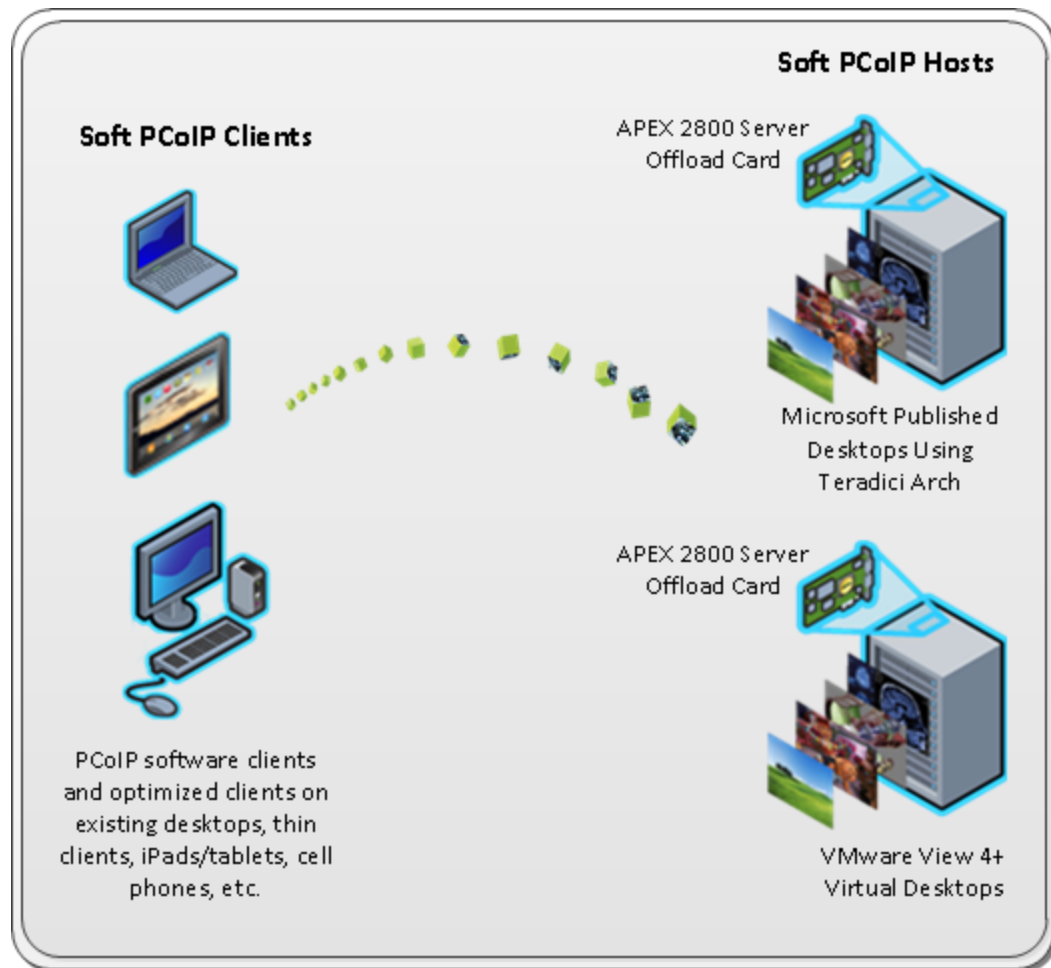 Soft PCoIP Hosts
Soft PCoIP Clients
APEX 2800 Server
Offload Card
Microsoft Published
Desktops Using
Teradici Arch
APEX 2800 Server
Offload Card
PCoIP software clients
and optimized clients on
existing desktops, thin
clients, iPads/tablets, cell
phones, etc.
VMware View 4+
Virtual Desktops